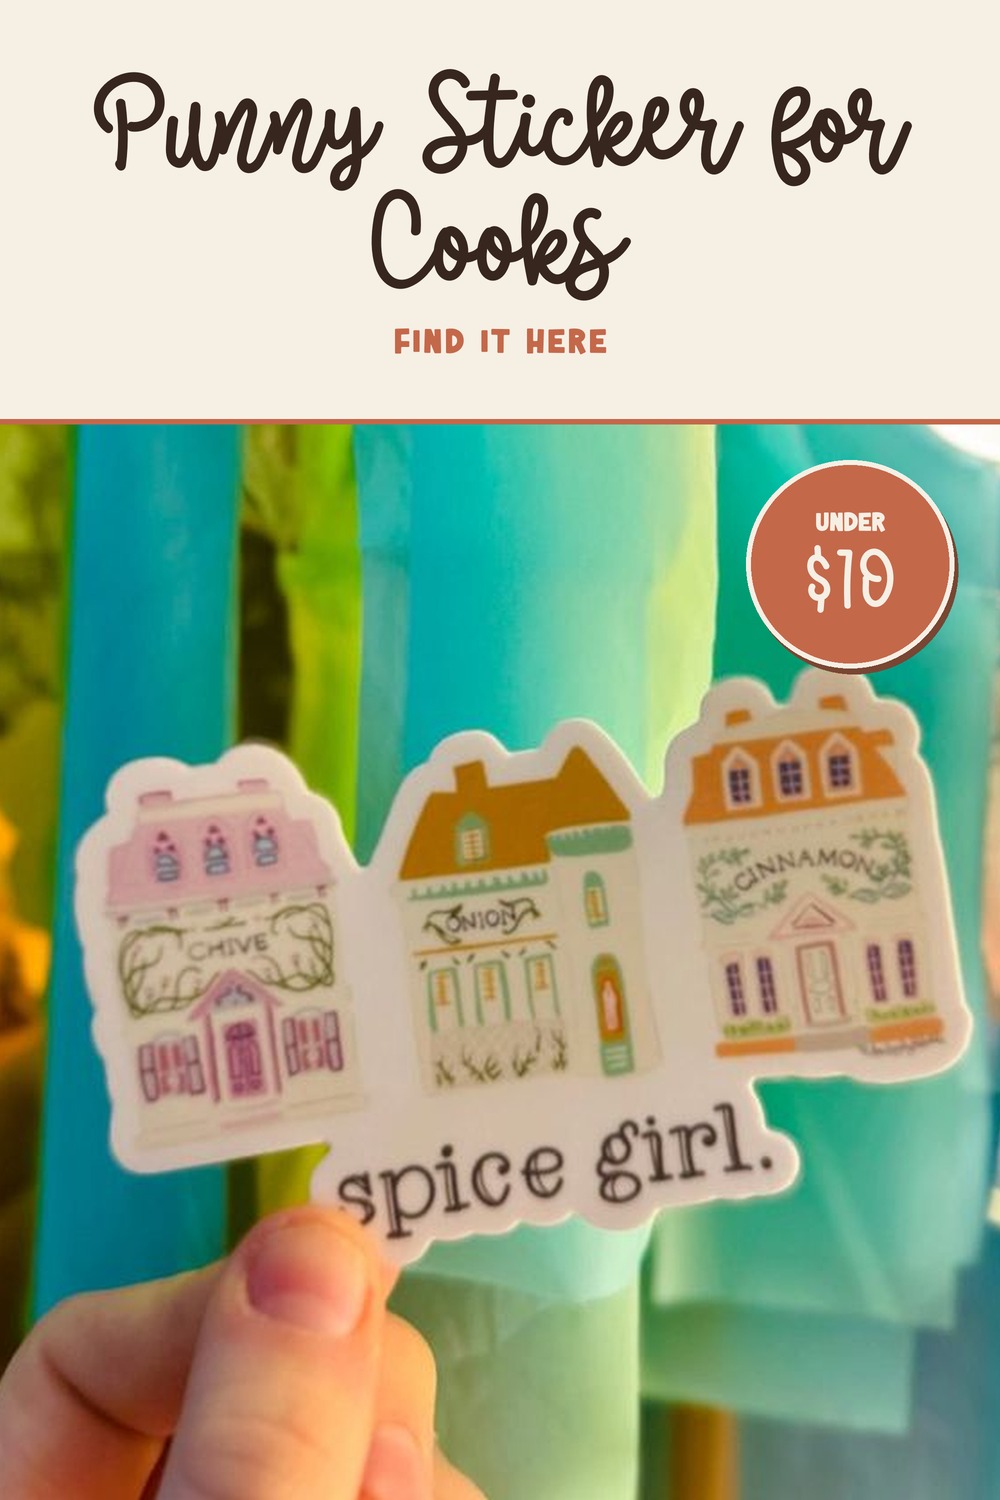 Punny Sticker for
Cooks
FIND IT HERE
UNDER
$10
CHIVE
ONION
CINNAMON
spice girl.